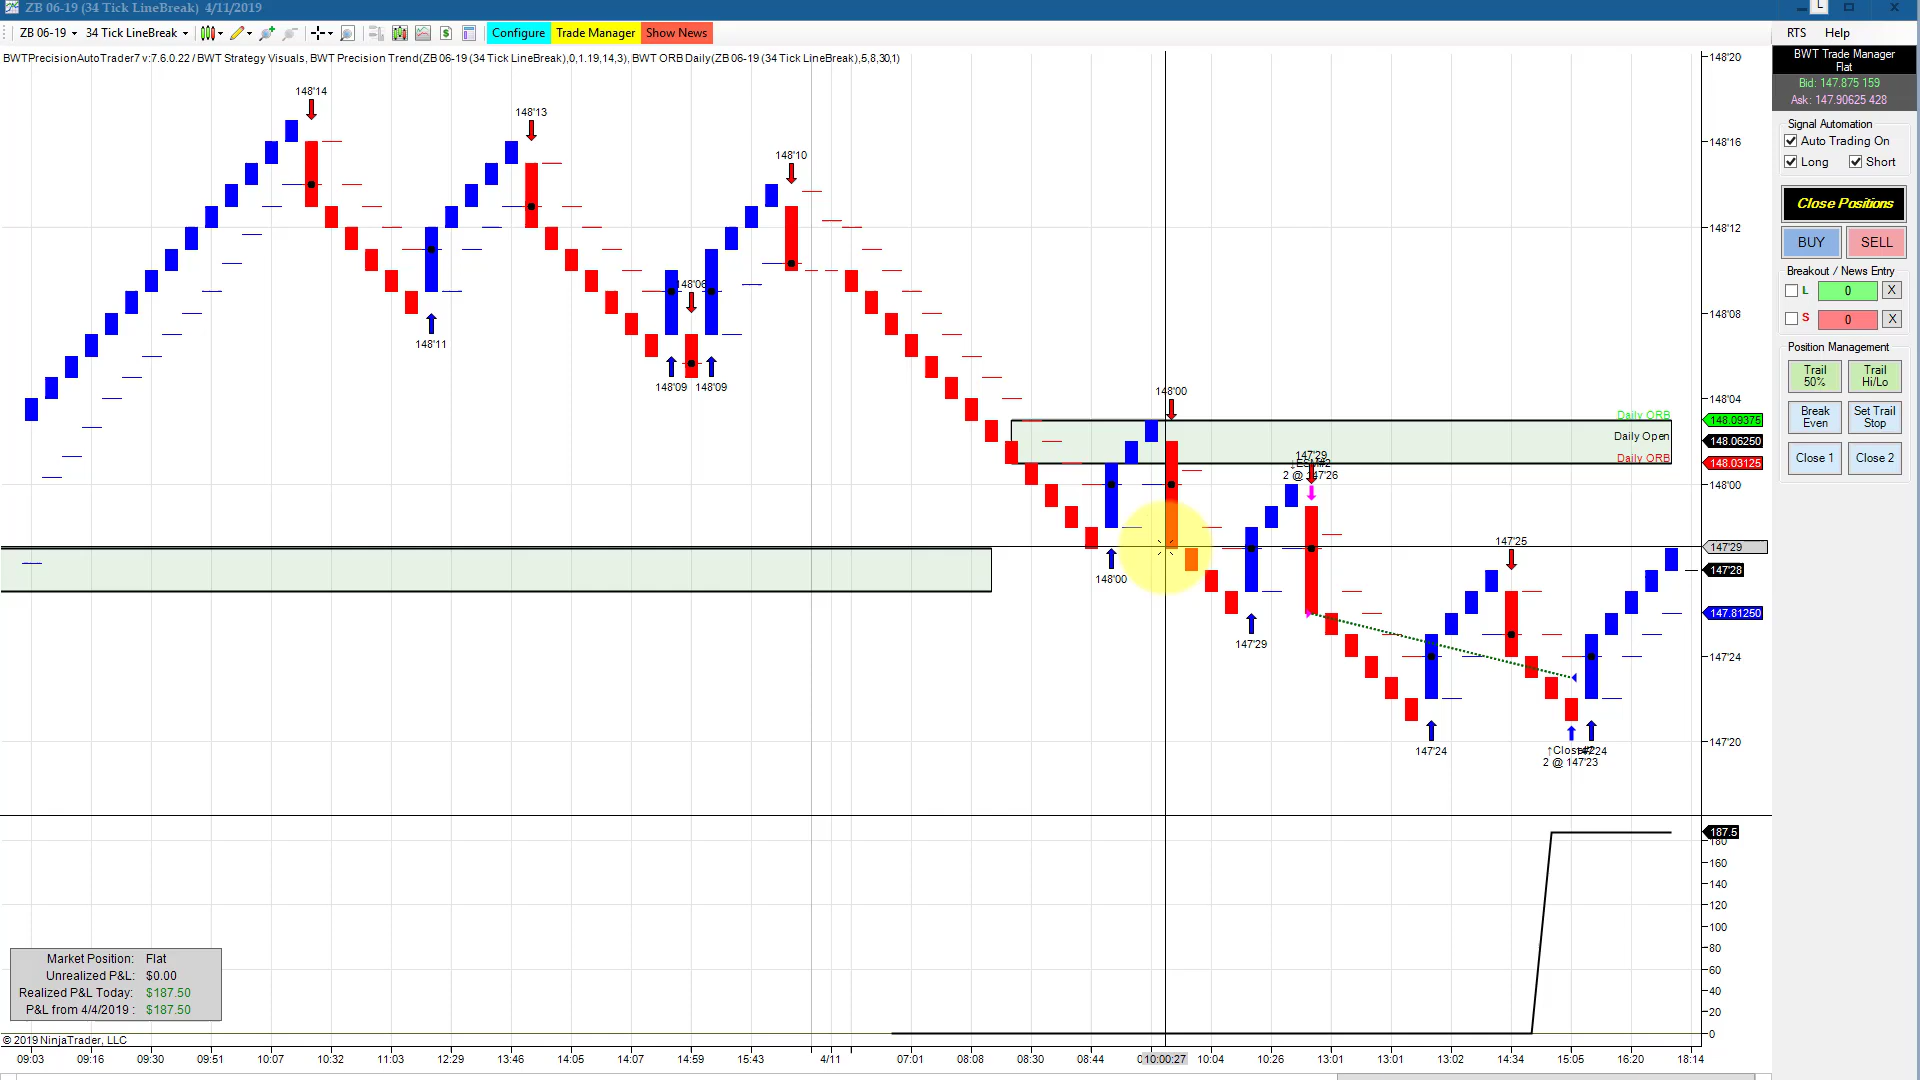 ZB 06-19 (34 Tick LineBreak) 4/11/2019
L
ZB 06-19 34 Tick LineBreak $ Configure Trade Manager Show News
RTS Help
BWTPrecisionAutoTrader7 v:7.6.0.22 / BWT Strategy Visuals, BWT Precision Trend(ZB 06-19 (34 Tick LineBreak),0,1.19,14,3), BWT ORB Daily(ZB 06-19 (34 Tick LineBreak),5,8,30,1)
BWT Trade Manager
Flat
Bid: 147.875 159
Ask: 147.90625 428
Signal Automation
Auto Trading On
Long Short
Close Positions
BUY SELL
Breakout / News Entry
L 0 X
S 0 X
Position Management
Trail 50%
Trail Hi/Lo
Break Even
Set Trail Stop
Close 1
Close 2
148'14
148'13
148'10
148'11
148'06
148'09 148'09
148'00
148'00
147'29
2 @ 147'26
147'29
147'25
147'24
2 @ 147'23
Daily ORB
Daily Open
Daily ORB
148'20
148'16
148'12
148'08
148'04
148.09375
148.06250
148.03125
148'00
147'29
147'28
147.81250
147'24
147'20
187.5
180
160
140
120
100
80
60
40
20
0
Market Position: Flat
Unrealized P&L: $0.00
Realized P&L Today: $187.50
P&L from 4/4/2019 : $187.50
© 2019 NinjaTrader, LLC
09:03 09:16 09:30 09:51 10:07 10:32 11:03 12:29 13:46 14:05 14:07 14:59 15:43 4/11 07:01 08:08 08:30 08:44 10:00:27 10:04 10:26 13:01 13:01 13:02 14:34 15:05 16:20 18:14